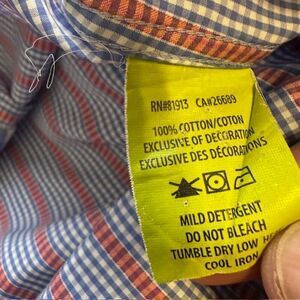 RN#81913 CA#26689
100% COTTON/COTON
EXCLUSIVE OF DECORATION
EXCLUSIVE DES DÉCORATIONS
MILD DETERGENT
DO NOT BLEACH
TUMBLE DRY LOW HE
COOL IRON